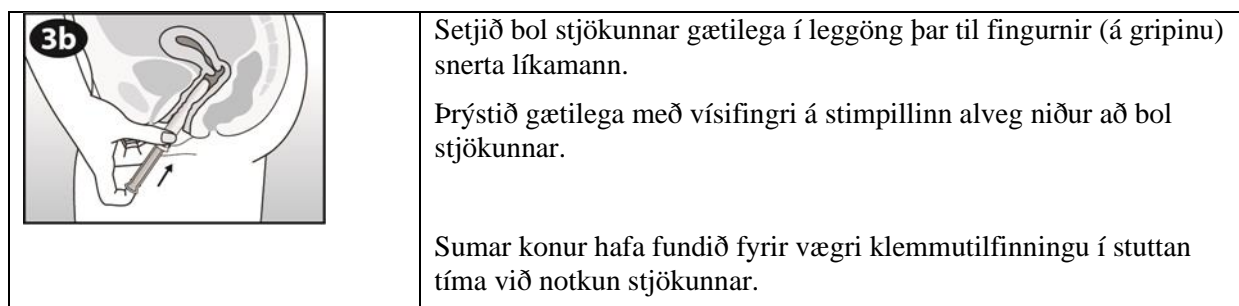 3b
Setjið bol stjökunnar gætilega í leggöng þar til fingurnir (á gripinu)
snerta líkamann.
Þrýstið gætilega með vísifingri á stimpillinn alveg niður að bol
stjökunnar.
Sumar konur hafa fundið fyrir vægri klemmutilfinningu í stuttan
tíma við notkun stjökunnar.